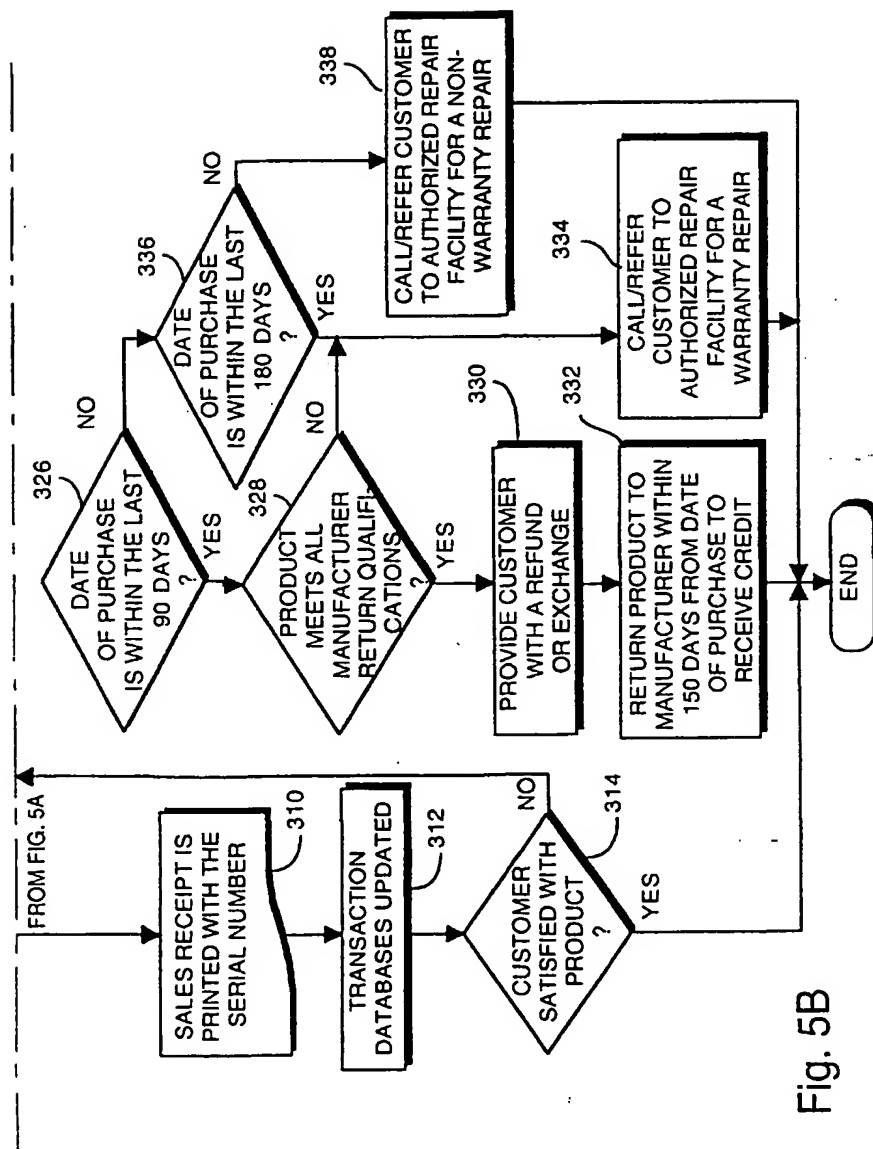 FROM FIG. 5A
SALES RECEIPT IS
PRINTED WITH THE
SERIAL NUMBER
310
TRANSACTION
DATABASES UPDATED
312
CUSTOMER
SATISFIED WITH
PRODUCT
?
314
NO
YES
326
DATE
OF PURCHASE
IS WITHIN THE LAST
90 DAYS
?
NO
YES
328
PRODUCT
MEETS ALL
MANUFACTURER
RETURN QUALIFI-
CATIONS
?
NO
YES
330
PROVIDE CUSTOMER
WITH A REFUND
OR EXCHANGE
332
RETURN PRODUCT TO
MANUFACTURER WITHIN
150 DAYS FROM DATE
OF PURCHASE TO
RECEIVE CREDIT
336
DATE
OF PURCHASE
IS WITHIN THE LAST
180 DAYS
?
NO
YES
338
CALL/REFER CUSTOMER
TO AUTHORIZED REPAIR
FACILITY FOR A NON-
WARRANTY REPAIR
334
CALL/REFER
CUSTOMER TO
AUTHORIZED REPAIR
FACILITY FOR A
WARRANTY REPAIR
END
Fig. 5B